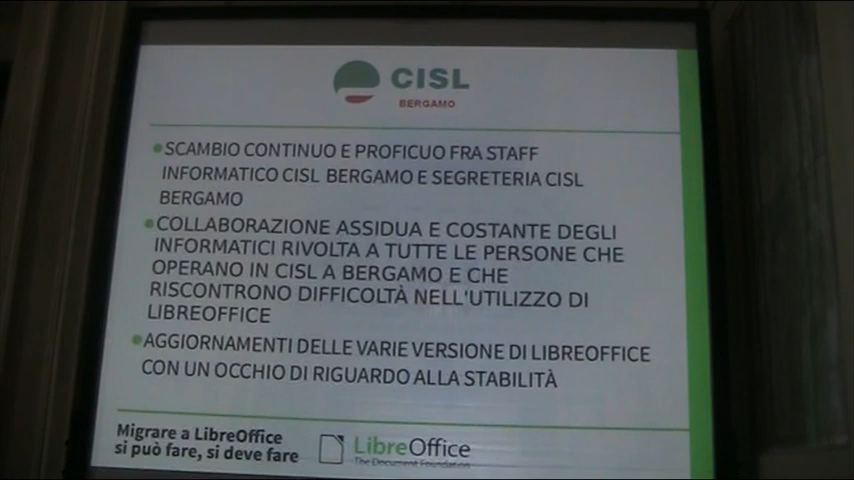 CISL
BERGAMO
SCAMBIO CONTINUO E PROFICUO FRA STAFF
INFORMATICO CISL BERGAMO E SEGRETERIA CISL
BERGAMO
COLLABORAZIONE ASSIDUA E COSTANTE DEGLI
INFORMATICI RIVOLTA A TUTTE LE PERSONE CHE
OPERANO IN CISL A BERGAMO E CHE
RISCONTRONO DIFFICOLTÀ NELL'UTILIZZO DI
LIBREOFFICE
AGGIORNAMENTI DELLE VARIE VERSIONE DI LIBREOFFICE
CON UN OCCHIO DI RIGUARDO ALLA STABILITÀ
Migrare a LibreOffice
si può fare, si deve fare
LibreOffice
The Document Foundation